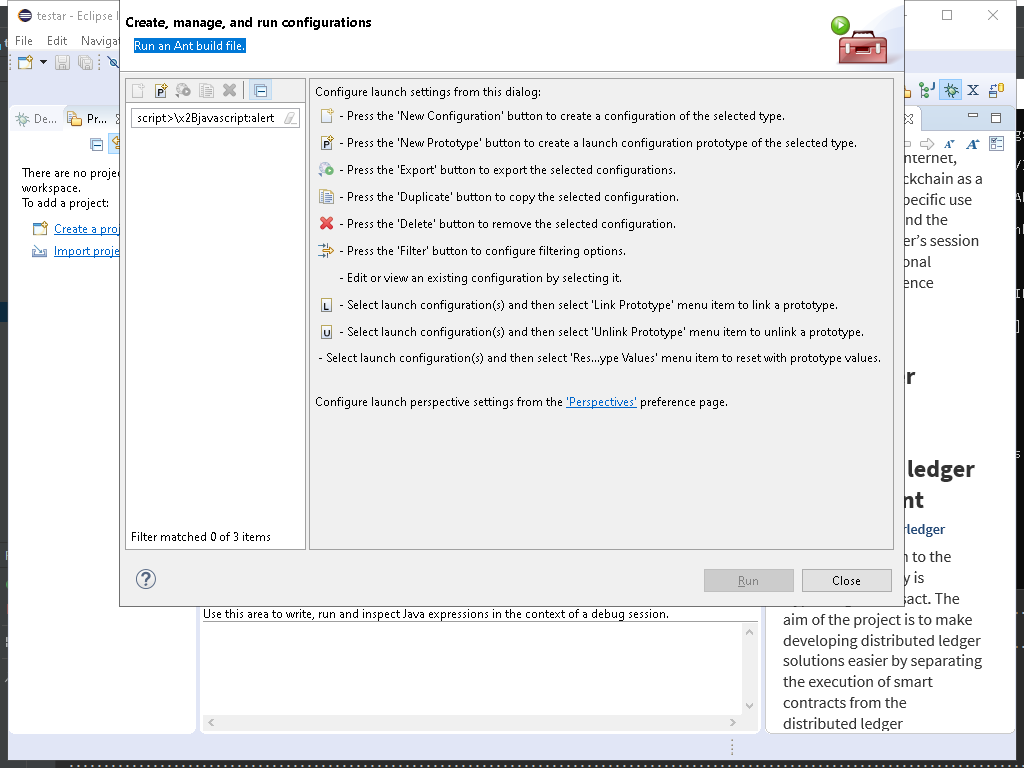 testar - Eclipse
File Edit Navigat
Create, manage, and run configurations
Run an Ant build file.
De...
Pr...
There are no
workspace.
To add a project:
Create a
Import
script>\x2Bjavascript:alert
Filter matched 0 of 3 items
Configure launch settings from this dialog:
- Press the 'New Configuration' button to create a configuration of the selected type.
P - Press the 'New Prototype' button to create a launch configuration prototype of the selected type.
- Press the 'Export' button to export the selected configurations.
- Press the 'Duplicate' button to copy the selected configuration.
- Press the 'Delete' button to remove the selected configuration.
- Press the 'Filter' button to configure filtering options.
- Edit or view an existing configuration by selecting it.
L - Select launch configuration(s) and then select 'Link Prototype' menu item to link a prototype.
U - Select launch configuration(s) and then select 'Unlink Prototype' menu item to unlink a prototype.
- Select launch configuration(s) and then select 'Res...ype Values' menu item to reset with prototype values.
Configure launch perspective settings from the 'Perspectives' preference page.
Run
Close
Use this area to write, run and inspect Java expressions in the context of a debug session.
nternet,
ckchain as a
pecific use
nd the
er's session
onal
ence
r
ledger
nt
rledger
n to the
y is
sact. The
aim of the project is to make
developing distributed ledger
solutions easier by separating
the execution of smart
contracts from the
distributed ledger